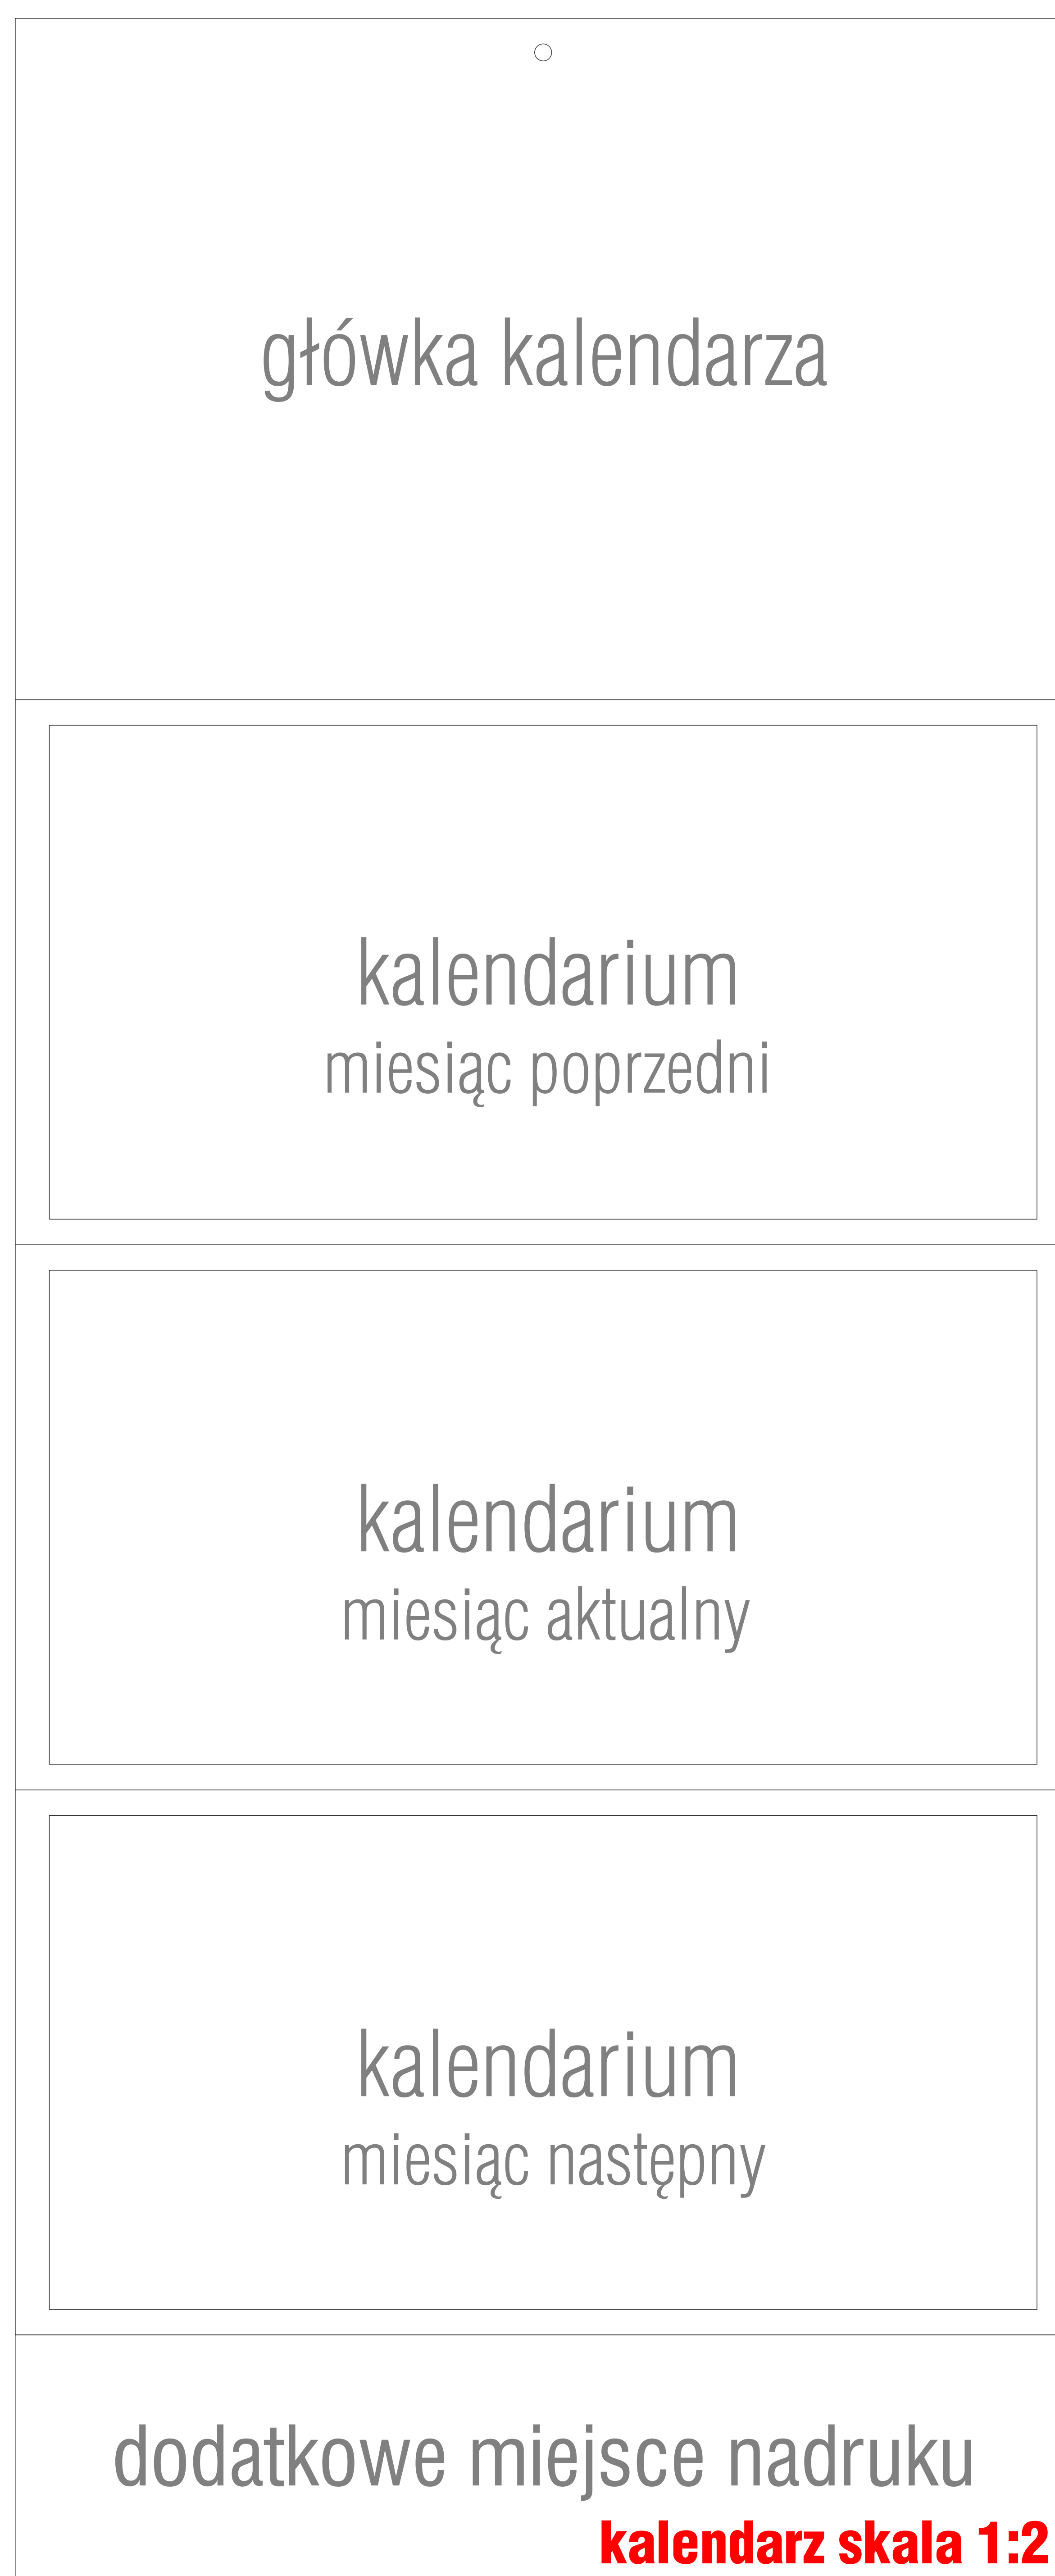 główka kalendarza
kalendarium
miesiąc poprzedni
kalendarium
miesiąc aktualny
kalendarium
miesiąc następny
dodatkowe miejsce nadruku
kalendarz skala 1:2